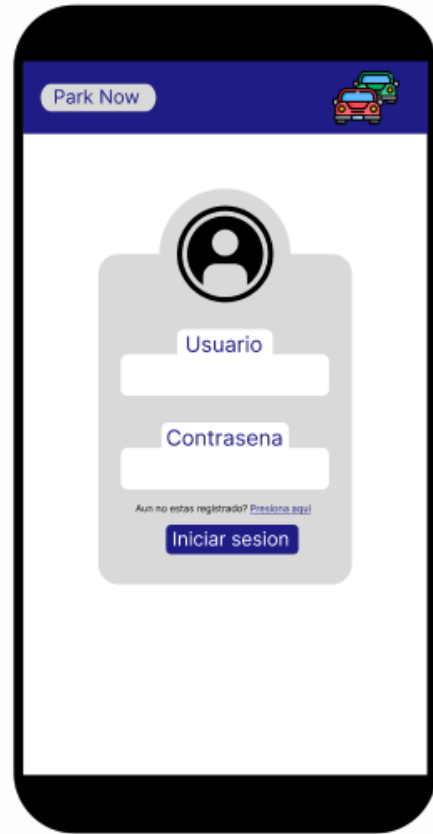 Park Now
Usuario
Contrasena
Aun no estas registrado? Presiona aqui
Iniciar sesion